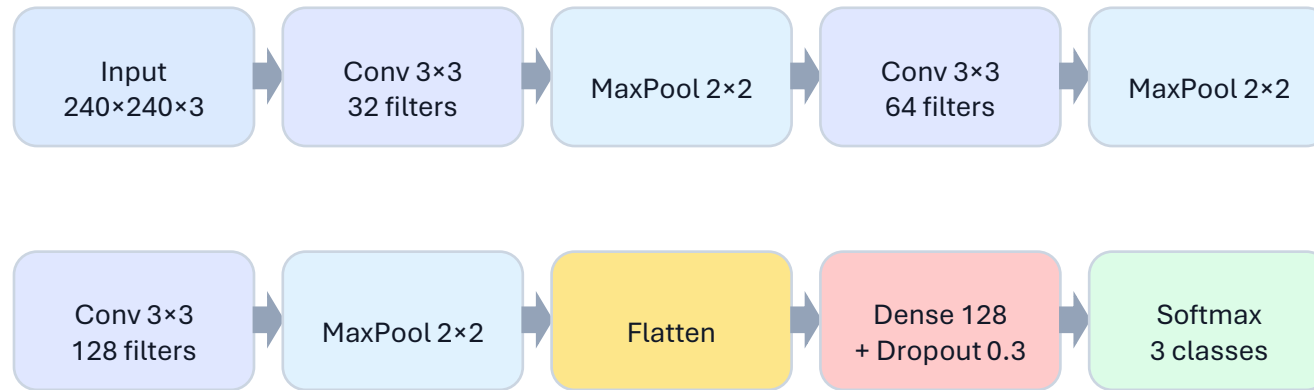 Input
240×240×3
Conv 3×3
32 filters
MaxPool 2×2
Conv 3×3
64 filters
MaxPool 2×2
Conv 3×3
128 filters
MaxPool 2×2
Flatten
Dense 128
+ Dropout 0.3
Softmax
3 classes